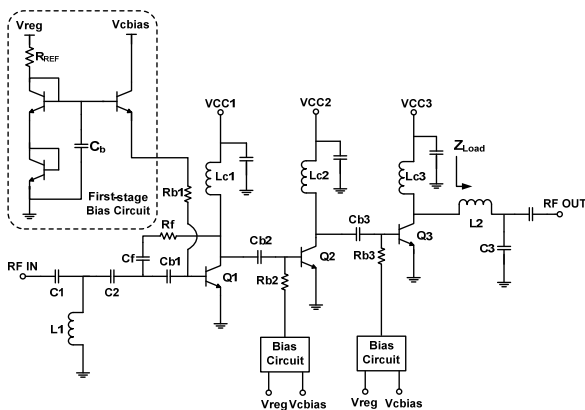 Vreg
Vcbias
RREF
Cb
First-stage
Bias Circuit
Rb1
VCC1
VCC2
VCC3
Lc1
Lc2
Lc3
ZLoad
L2
RF OUT
C3
Rf
Cf
Cb1
Cb2
Cb3
Q1
Q2
Q3
Rb2
Rb3
RF IN
C1
C2
L1
Bias
Circuit
Bias
Circuit
Vreg Vcbias
Vreg Vcbias